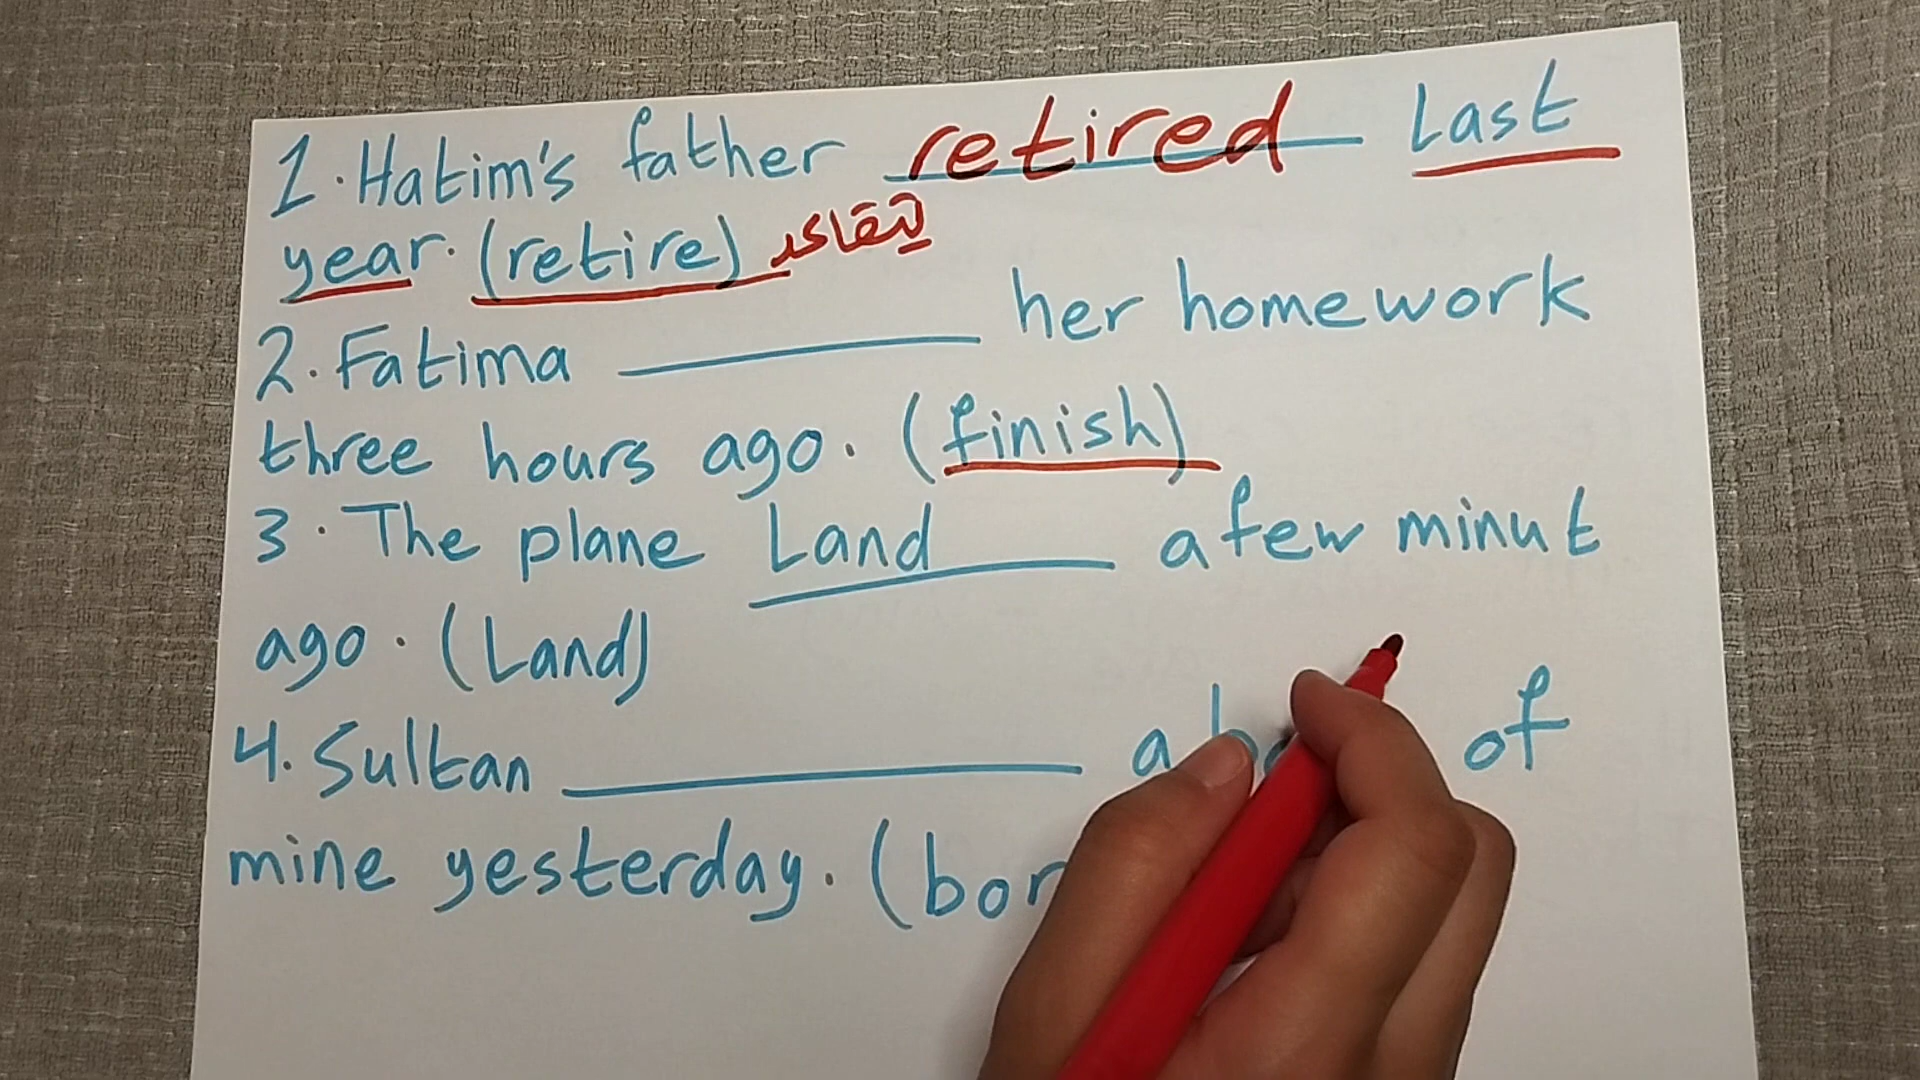 1. Hatim's father retired Last
year. (retire) يتقاعد
2. Fatima her homework
three hours ago. (finish)
3. The plane Land a few minut
ago. (Land)
4. Sultan a of
mine yesterday.